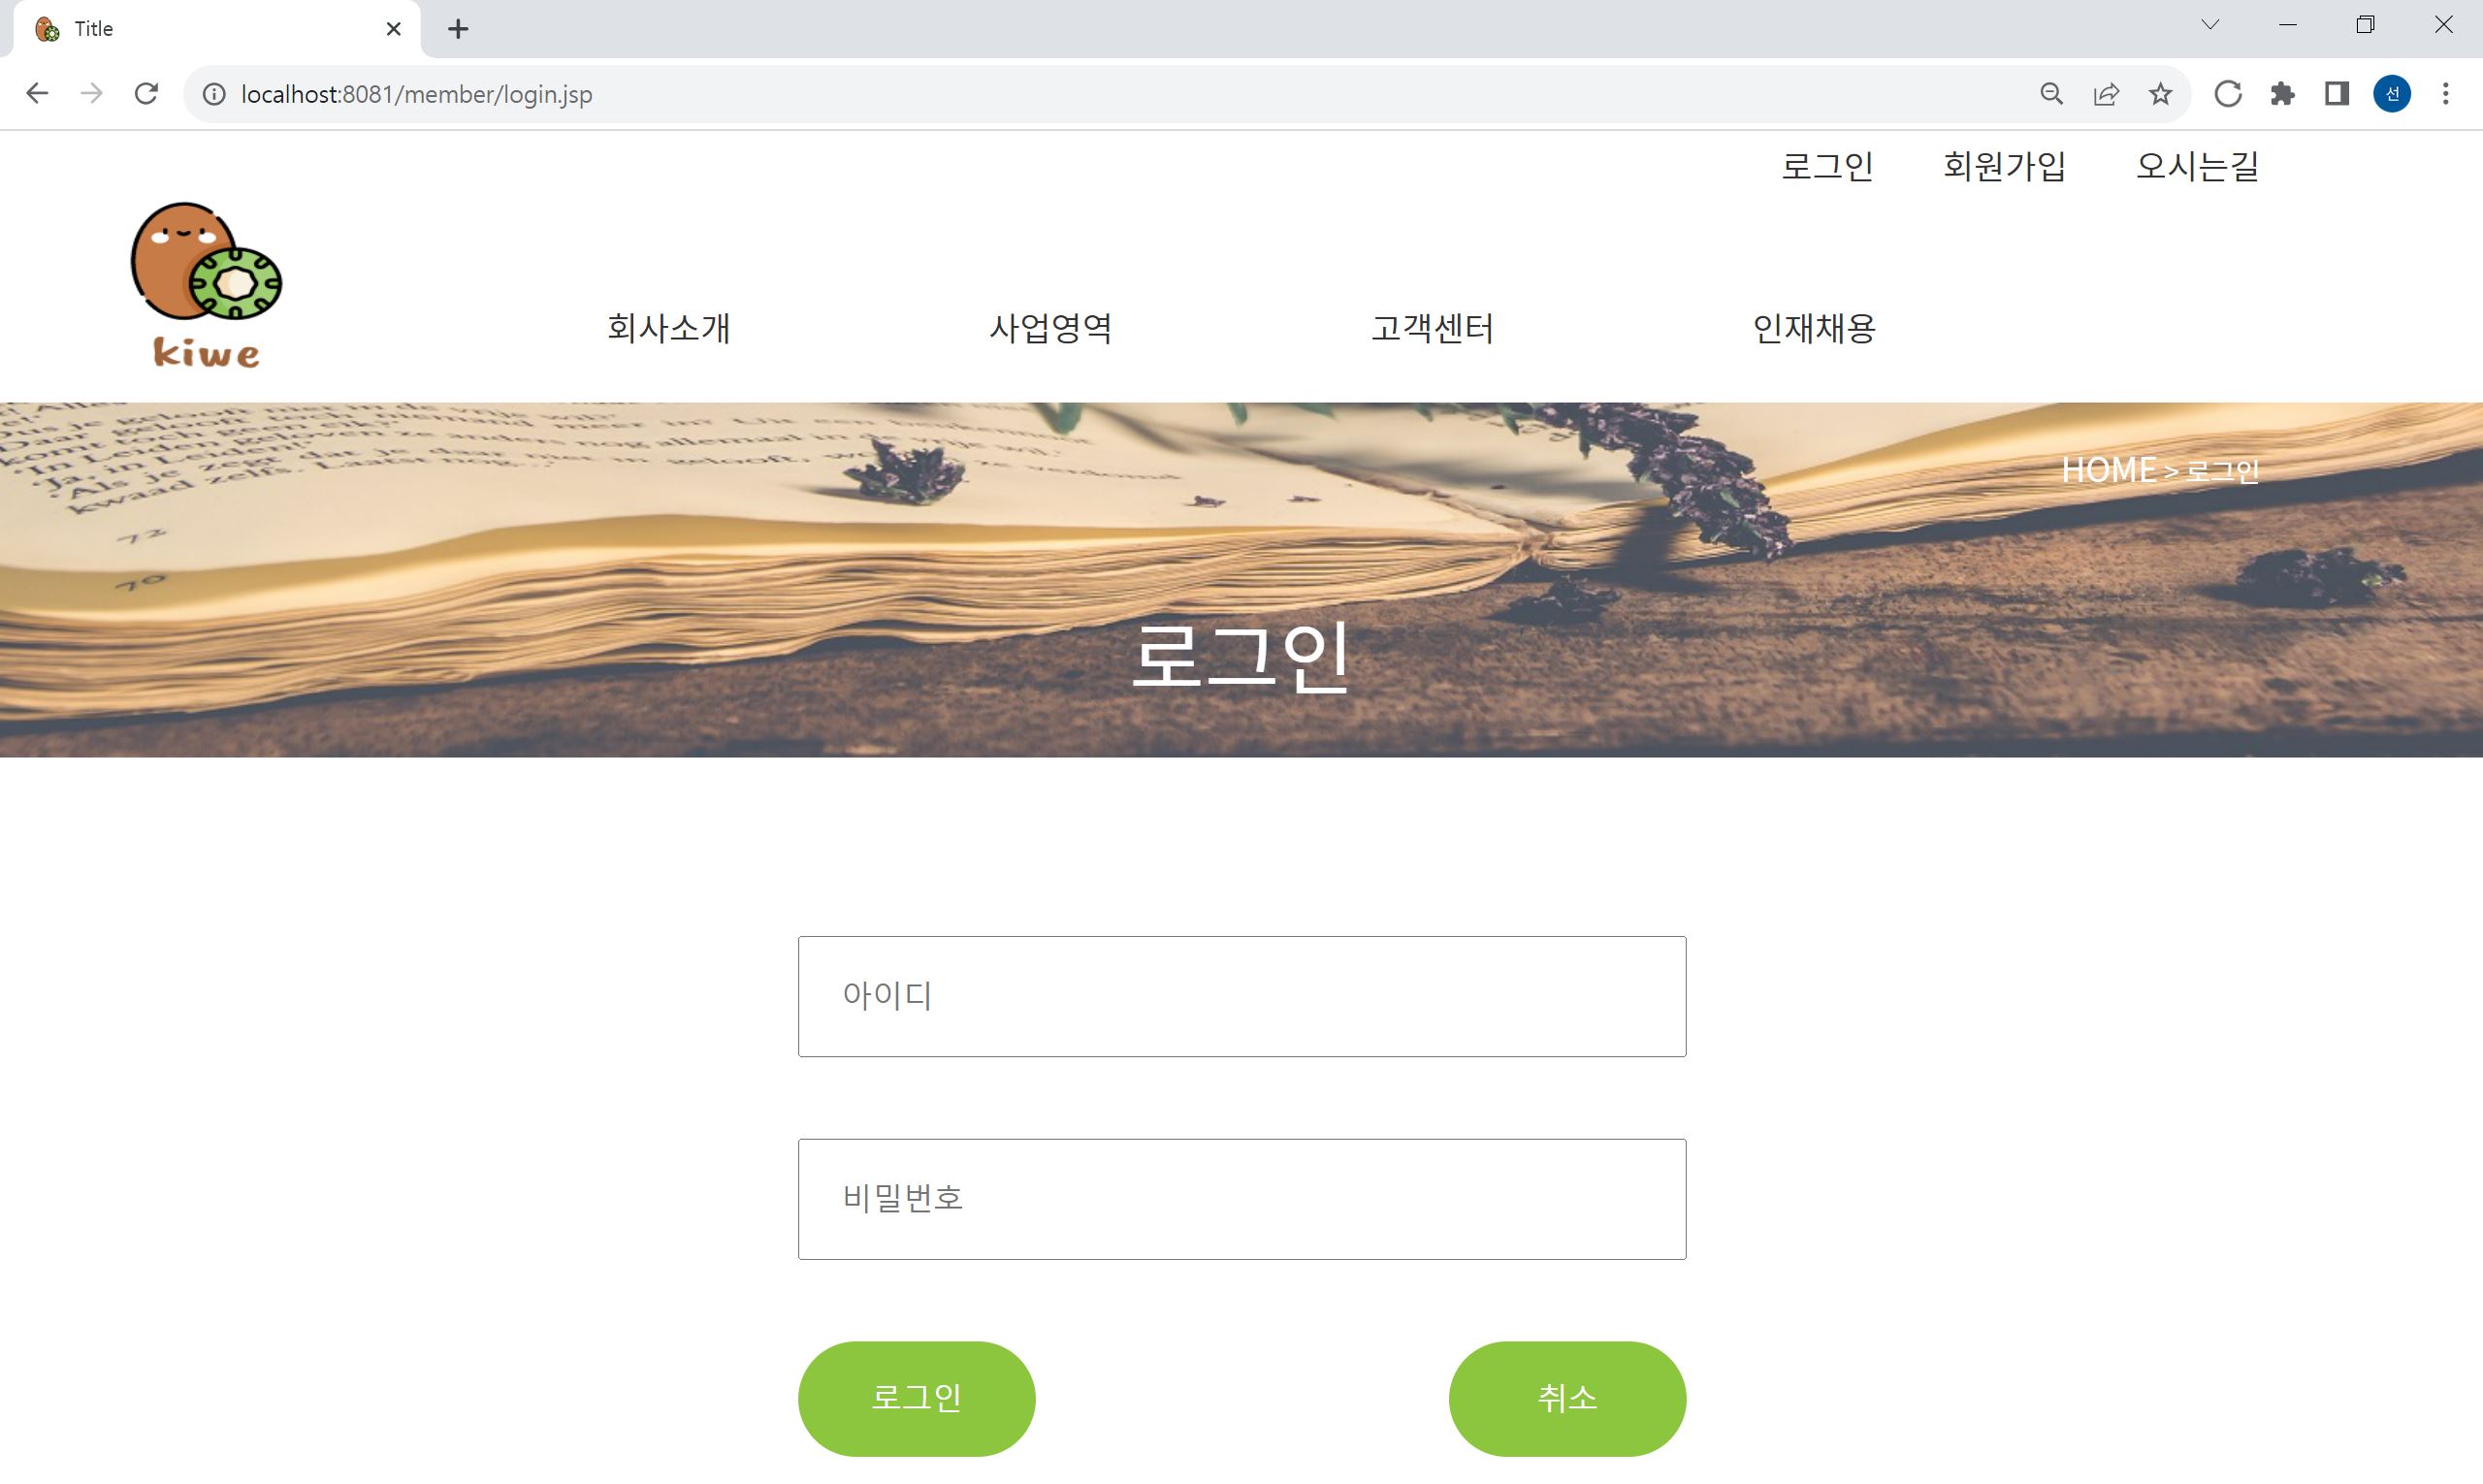 Title
localhost:8081/member/login.jsp
선
로그인 회원가입 오시는길
kiwe
회사소개 사업영역 고객센터 인재채용
HOME > 로그인
72
70
로그인
아이디
비밀번호
로그인 취소